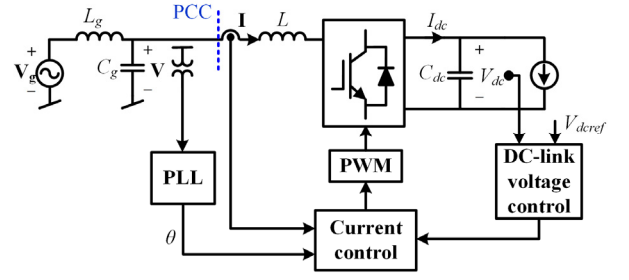 PCC
L_g
I
L
I_dc
+
+
+
V_g
C_g
V
C_dc
V_dc
−
−
−
V_dcref
PLL
PWM
DC-link
voltage
control
θ
Current
control